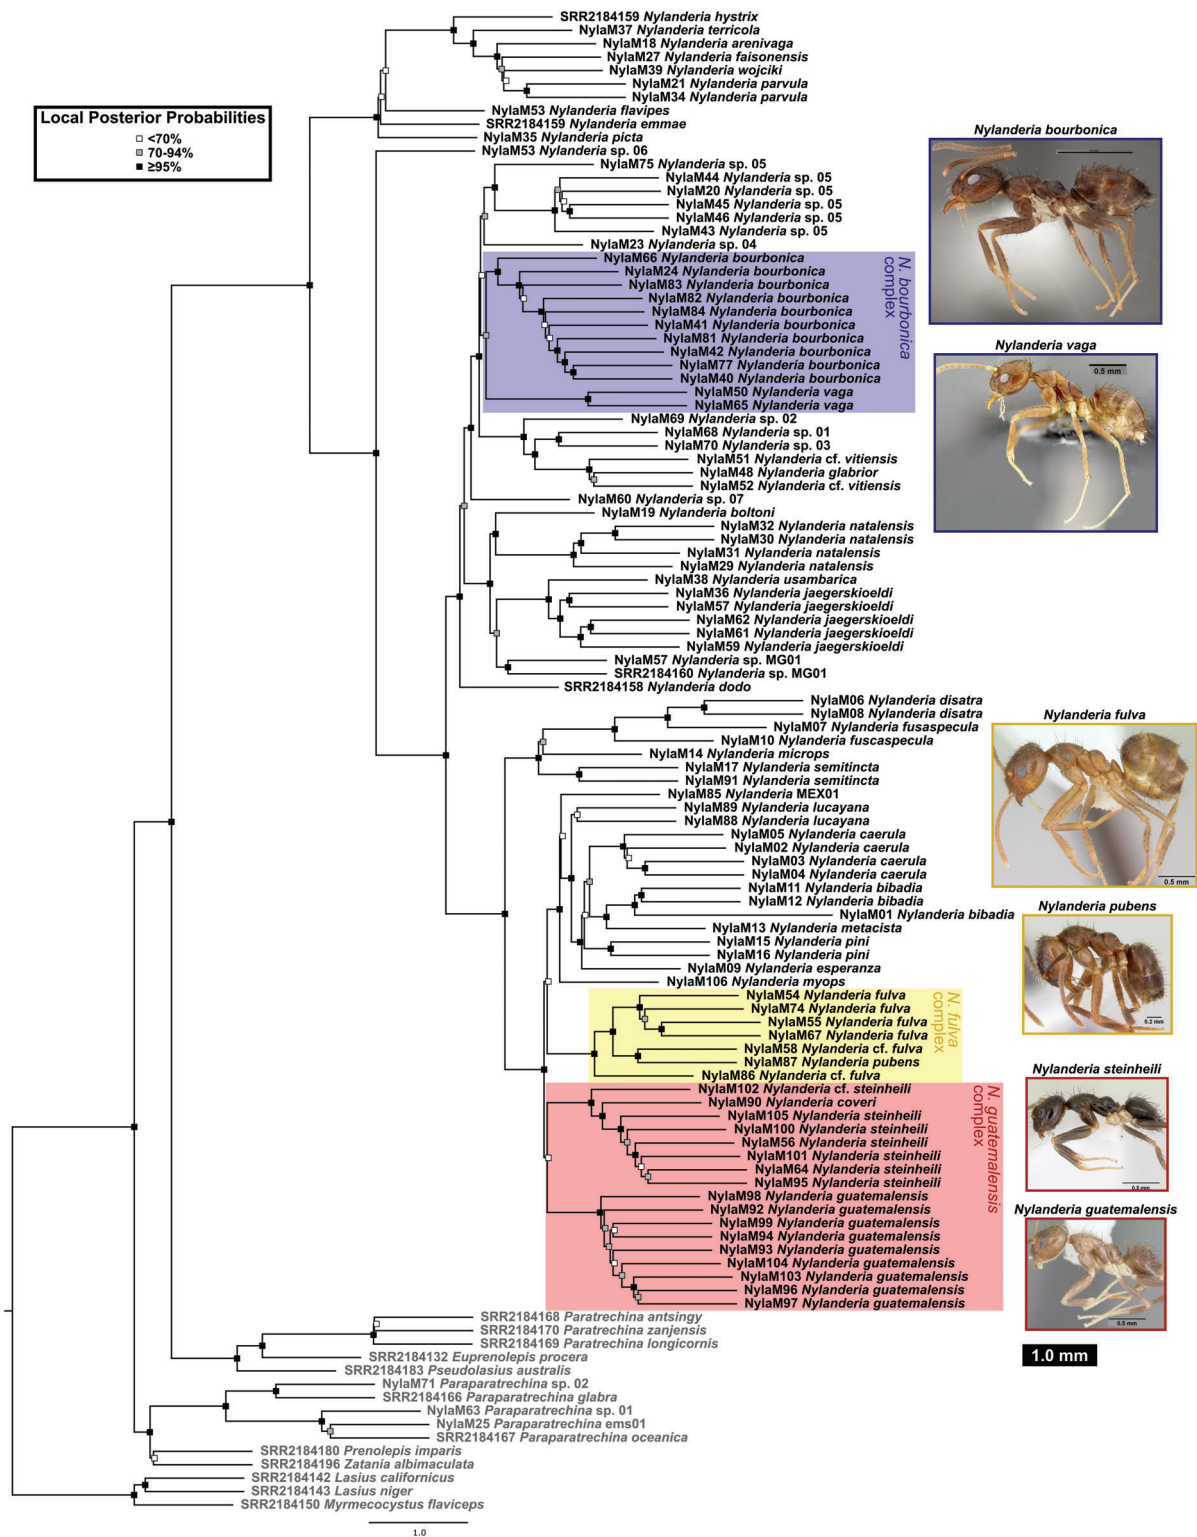 SRR2184159 Nylanderia hystrix
NylaM37 Nylanderia terricola
NylaM18 Nylanderia arenivaga
NylaM27 Nylanderia faisonensis
NylaM39 Nylanderia wojciki
NylaM21 Nylanderia parvula
NylaM34 Nylanderia parvula
NylaM53 Nylanderia flavipes
SRR2184159 Nylanderia emmae
NylaM35 Nylanderia picta
NylaM53 Nylanderia sp. 06
NylaM75 Nylanderia sp. 05
NylaM44 Nylanderia sp. 05
NylaM20 Nylanderia sp. 05
NylaM45 Nylanderia sp. 05
NylaM46 Nylanderia sp. 05
NylaM43 Nylanderia sp. 05
NylaM23 Nylanderia sp. 04
NylaM66 Nylanderia bourbonica
NylaM24 Nylanderia bourbonica
NylaM83 Nylanderia bourbonica
NylaM82 Nylanderia bourbonica
NylaM84 Nylanderia bourbonica
NylaM41 Nylanderia bourbonica
NylaM81 Nylanderia bourbonica
NylaM42 Nylanderia bourbonica
NylaM77 Nylanderia bourbonica
NylaM40 Nylanderia bourbonica
NylaM50 Nylanderia vaga
NylaM65 Nylanderia vaga
NylaM69 Nylanderia sp. 02
NylaM68 Nylanderia sp. 01
NylaM70 Nylanderia sp. 03
NylaM51 Nylanderia cf. vitiensis
NylaM48 Nylanderia glabrior
NylaM52 Nylanderia cf. vitiensis
NylaM60 Nylanderia sp. 07
NylaM19 Nylanderia boltoni
NylaM32 Nylanderia natalensis
NylaM30 Nylanderia natalensis
NylaM31 Nylanderia natalensis
NylaM29 Nylanderia natalensis
NylaM38 Nylanderia usambarica
NylaM36 Nylanderia jaegerskioeldi
NylaM57 Nylanderia jaegerskioeldi
NylaM62 Nylanderia jaegerskioeldi
NylaM61 Nylanderia jaegerskioeldi
NylaM59 Nylanderia jaegerskioeldi
NylaM57 Nylanderia sp. MG01
SRR2184160 Nylanderia sp. MG01
SRR2184158 Nylanderia dodo
NylaM06 Nylanderia disatra
NylaM08 Nylanderia disatra
NylaM07 Nylanderia fusaspecula
NylaM10 Nylanderia fuscaspecula
NylaM14 Nylanderia microps
NylaM17 Nylanderia semitincta
NylaM91 Nylanderia semitincta
NylaM85 Nylanderia MEX01
NylaM89 Nylanderia lucayana
NylaM88 Nylanderia lucayana
NylaM05 Nylanderia caerula
NylaM02 Nylanderia caerula
NylaM03 Nylanderia caerula
NylaM04 Nylanderia caerula
NylaM11 Nylanderia bibadia
NylaM12 Nylanderia bibadia
NylaM01 Nylanderia bibadia
NylaM13 Nylanderia metacista
NylaM15 Nylanderia pini
NylaM16 Nylanderia pini
NylaM09 Nylanderia esperanza
NylaM106 Nylanderia myops
NylaM54 Nylanderia fulva
NylaM74 Nylanderia fulva
NylaM55 Nylanderia fulva
NylaM67 Nylanderia fulva
NylaM58 Nylanderia cf. fulva
NylaM87 Nylanderia pubens
NylaM86 Nylanderia cf. fulva
NylaM102 Nylanderia cf. steinheili
NylaM90 Nylanderia coveri
NylaM105 Nylanderia steinheili
NylaM100 Nylanderia steinheili
NylaM56 Nylanderia steinheili
NylaM101 Nylanderia steinheili
NylaM64 Nylanderia steinheili
NylaM95 Nylanderia steinheili
NylaM98 Nylanderia guatemalensis
NylaM92 Nylanderia guatemalensis
NylaM99 Nylanderia guatemalensis
NylaM94 Nylanderia guatemalensis
NylaM93 Nylanderia guatemalensis
NylaM104 Nylanderia guatemalensis
NylaM103 Nylanderia guatemalensis
NylaM96 Nylanderia guatemalensis
NylaM97 Nylanderia guatemalensis
SRR2184168 Paratrechina antsingy
SRR2184170 Paratrechina zanjensis
SRR2184169 Paratrechina longicornis
SRR2184132 Euprenolepis procera
SRR2184183 Pseudolasius australis
NylaM71 Paraparatrechina sp. 02
SRR2184166 Paraparatrechina glabra
NylaM63 Paraparatrechina sp. 01
NylaM25 Paraparatrechina ems01
SRR2184167 Paraparatrechina oceanica
SRR2184180 Prenolepis imparis
SRR2184196 Zatania albimaculata
SRR2184142 Lasius californicus
SRR2184143 Lasius niger
SRR2184150 Myrmecocystus flaviceps
1.0
Local Posterior Probabilities
<70%
70-94%
≥95%
N. bourbonica
complex
N. fulva
complex
N. guatemalensis
complex
Nylanderia bourbonica
Nylanderia vaga
0.5 mm
Nylanderia fulva
0.5 mm
Nylanderia pubens
0.2 mm
Nylanderia steinheili
0.5 mm
Nylanderia guatemalensis
0.5 mm
1.0 mm